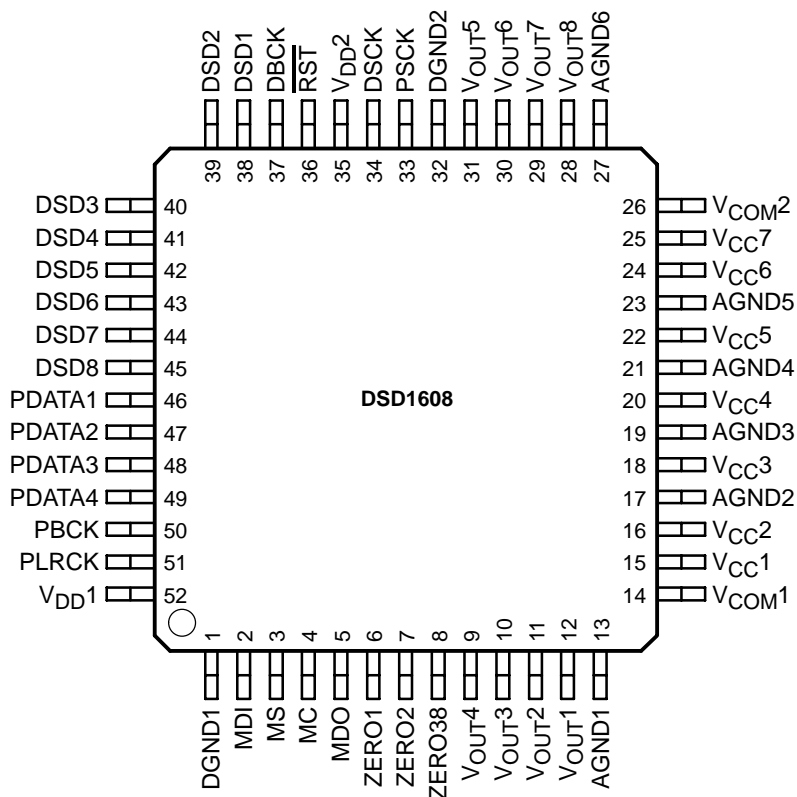 DSD2 DSD1 DBCK RST VDD2 DSCK PSCK DGND2 VOUT5 VOUT6 VOUT7 VOUT8 AGND6
39 38 37 36 35 34 33 32 31 30 29 28 27
DSD3 40 26 VCOM2
DSD4 41 25 VCC7
DSD5 42 24 VCC6
DSD6 43 23 AGND5
DSD7 44 22 VCC5
DSD8 45 21 AGND4
PDATA1 46 DSD1608 20 VCC4
PDATA2 47 19 AGND3
PDATA3 48 18 VCC3
PDATA4 49 17 AGND2
PBCK 50 16 VCC2
PLRCK 51 15 VCC1
VDD1 52 14 VCOM1
1 2 3 4 5 6 7 8 9 10 11 12 13
DGND1 MDI MS MC MDO ZERO1 ZERO2 ZERO38 VOUT4 VOUT3 VOUT2 VOUT1 AGND1